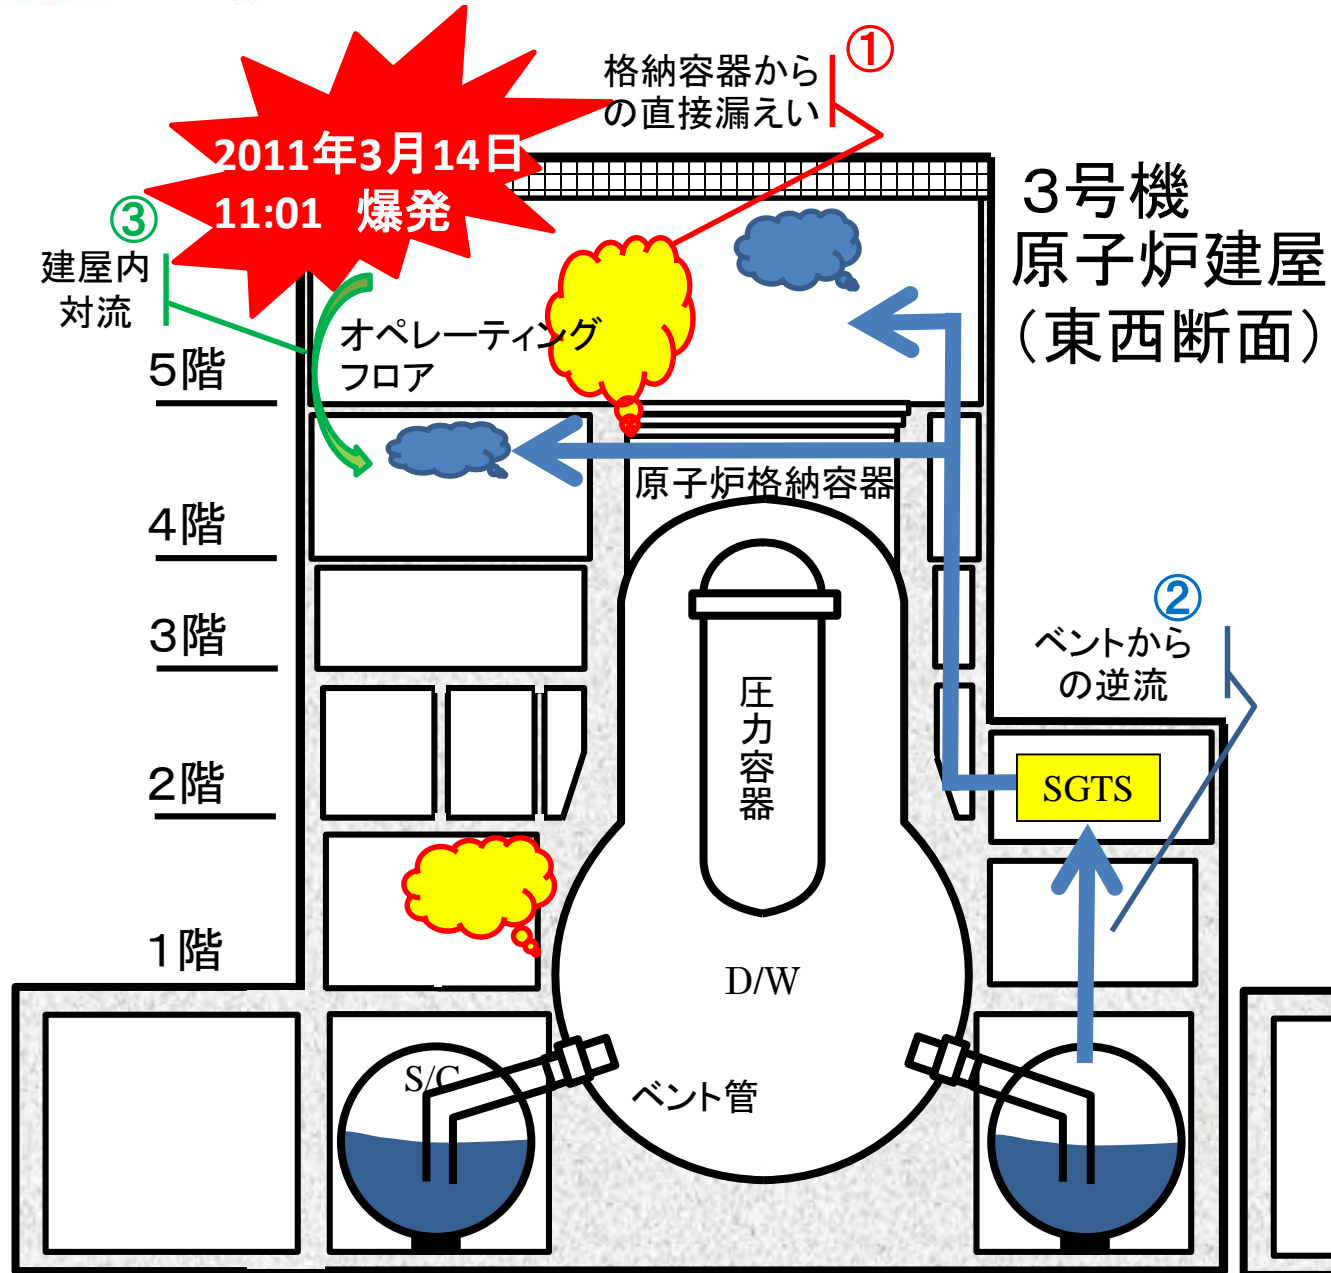 ①
格納容器から
の直接漏えい
2011年3月14日
11:01 爆発
3号機
原子炉建屋
（東西断面）
③
建屋内
対流
オペレーティング
フロア
5階
原子炉格納容器
4階
②
ベントから
の逆流
3階
圧力容器
2階
SGTS
1階
D/W
S/C
ベント管